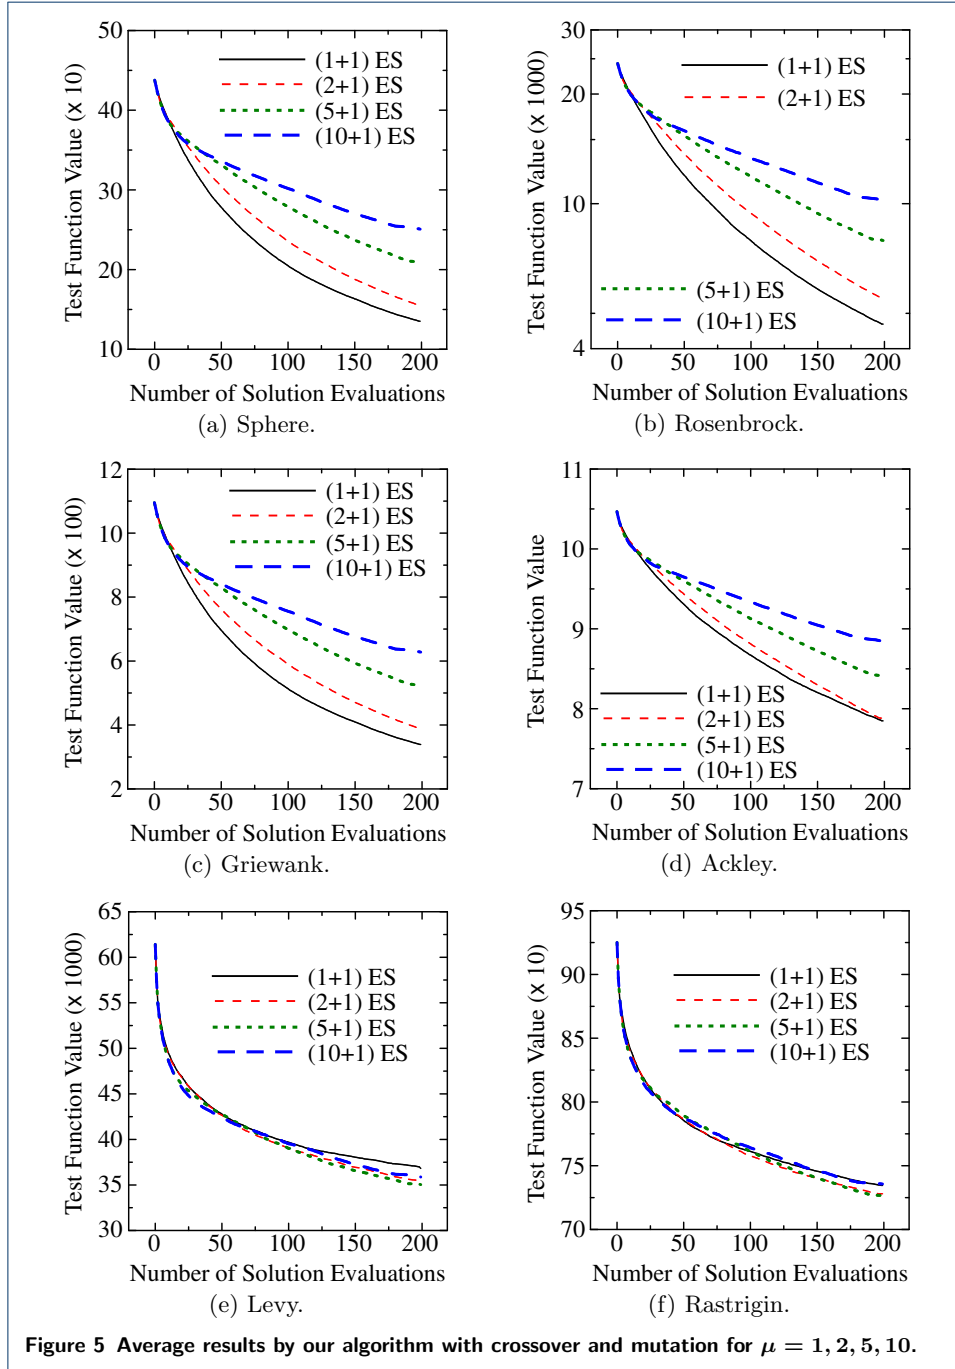 50
40
30
20
10
Test Function Value (x 10)
(1+1) ES
(2+1) ES
(5+1) ES
(10+1) ES
0 50 100 150 200
Number of Solution Evaluations
(a) Sphere.
30
20
10
4
Test Function Value (x 1000)
(1+1) ES
(2+1) ES
(5+1) ES
(10+1) ES
0 50 100 150 200
Number of Solution Evaluations
(b) Rosenbrock.
12
10
8
6
4
2
Test Function Value (x 100)
(1+1) ES
(2+1) ES
(5+1) ES
(10+1) ES
0 50 100 150 200
Number of Solution Evaluations
(c) Griewank.
11
10
9
8
7
Test Function Value
(1+1) ES
(2+1) ES
(5+1) ES
(10+1) ES
0 50 100 150 200
Number of Solution Evaluations
(d) Ackley.
65
60
55
50
45
40
35
30
Test Function Value (x 1000)
(1+1) ES
(2+1) ES
(5+1) ES
(10+1) ES
0 50 100 150 200
Number of Solution Evaluations
(e) Levy.
95
90
85
80
75
70
Test Function Value (x 10)
(1+1) ES
(2+1) ES
(5+1) ES
(10+1) ES
0 50 100 150 200
Number of Solution Evaluations
(f) Rastrigin.
Figure 5 Average results by our algorithm with crossover and mutation for μ = 1, 2, 5, 10.